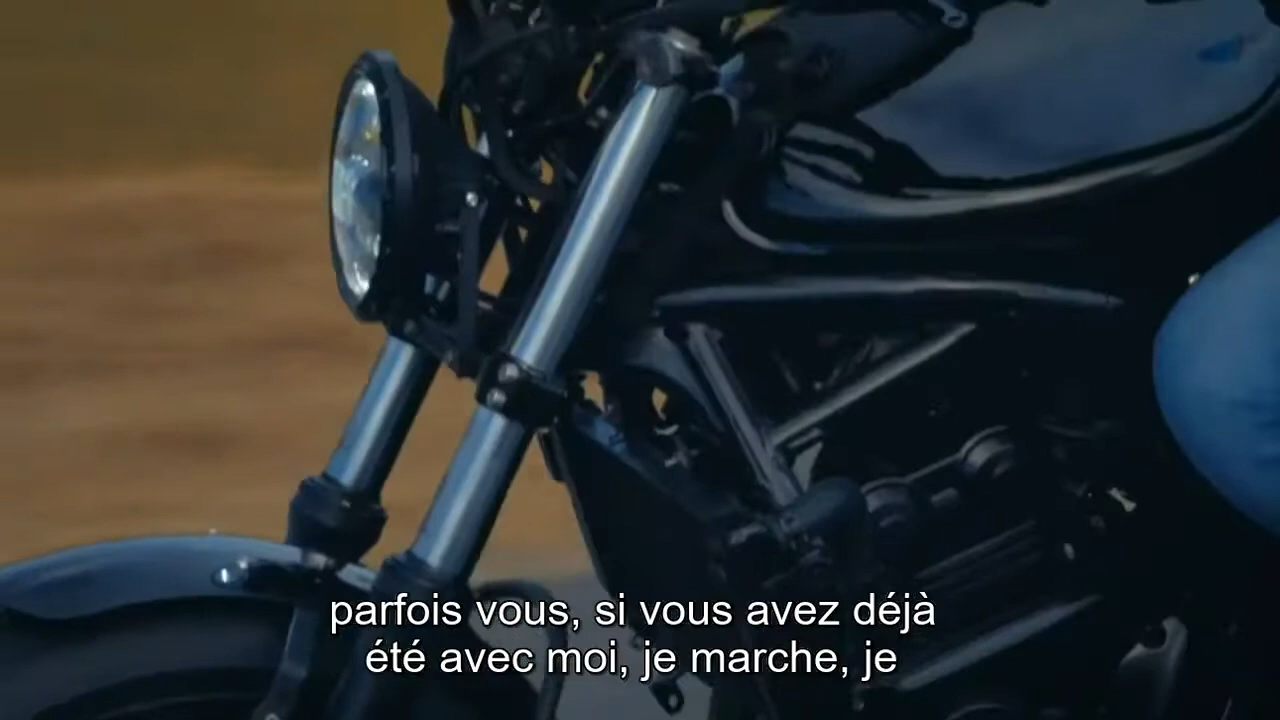 parfois vous, si vous avez déjà
été avec moi, je marche, je